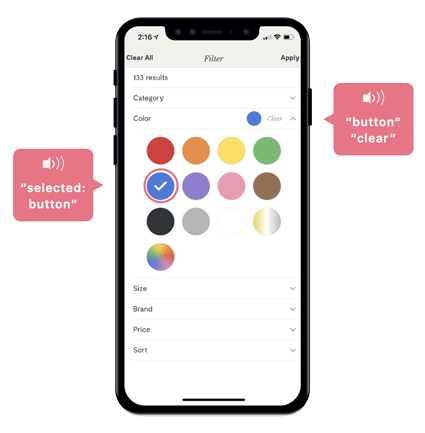 2:16
Clear All Filter Apply
133 results
Category
Color Clear
“button”
“clear”
“selected:
button”
Size
Brand
Price
Sort